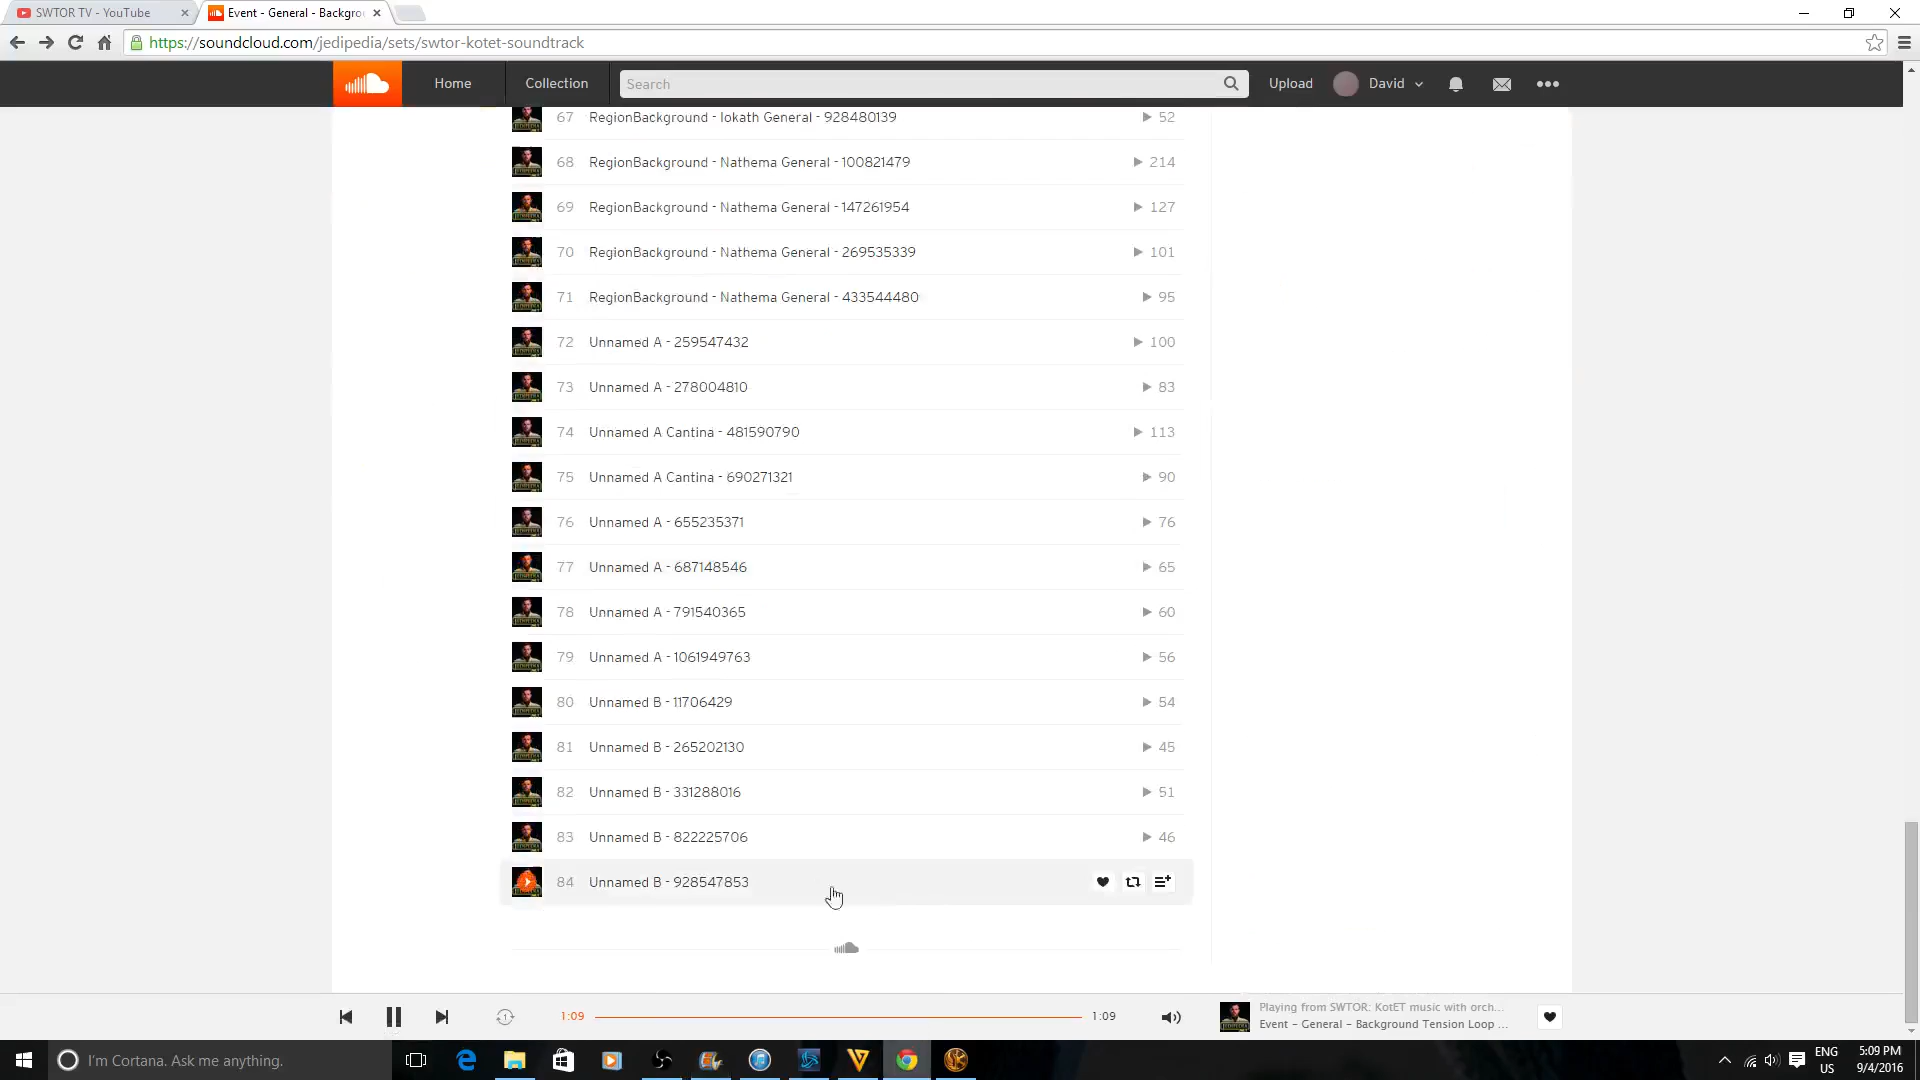 SWTOR TV - YouTube
Event - General - Backgro
https://soundcloud.com/jedipedia/sets/swtor-kotet-soundtrack
Home
Collection
Search
Upload
David
67 RegionBackground - Iokath General - 928480139 52
68 RegionBackground - Nathema General - 100821479 214
69 RegionBackground - Nathema General - 147261954 127
70 RegionBackground - Nathema General - 269535339 101
71 RegionBackground - Nathema General - 433544480 95
72 Unnamed A - 259547432 100
73 Unnamed A - 278004810 83
74 Unnamed A Cantina - 481590790 113
75 Unnamed A Cantina - 690271321 90
76 Unnamed A - 655235371 76
77 Unnamed A - 687148546 65
78 Unnamed A - 791540365 60
79 Unnamed A - 1061949763 56
80 Unnamed B - 11706429 54
81 Unnamed B - 265202130 45
82 Unnamed B - 331288016 51
83 Unnamed B - 822225706 46
84 Unnamed B - 928547853
1:09
1:09
Playing from SWTOR: KotET music with orch...
Event – General – Background Tension Loop ...
I'm Cortana. Ask me anything.
ENG
US
5:09 PM
9/4/2016